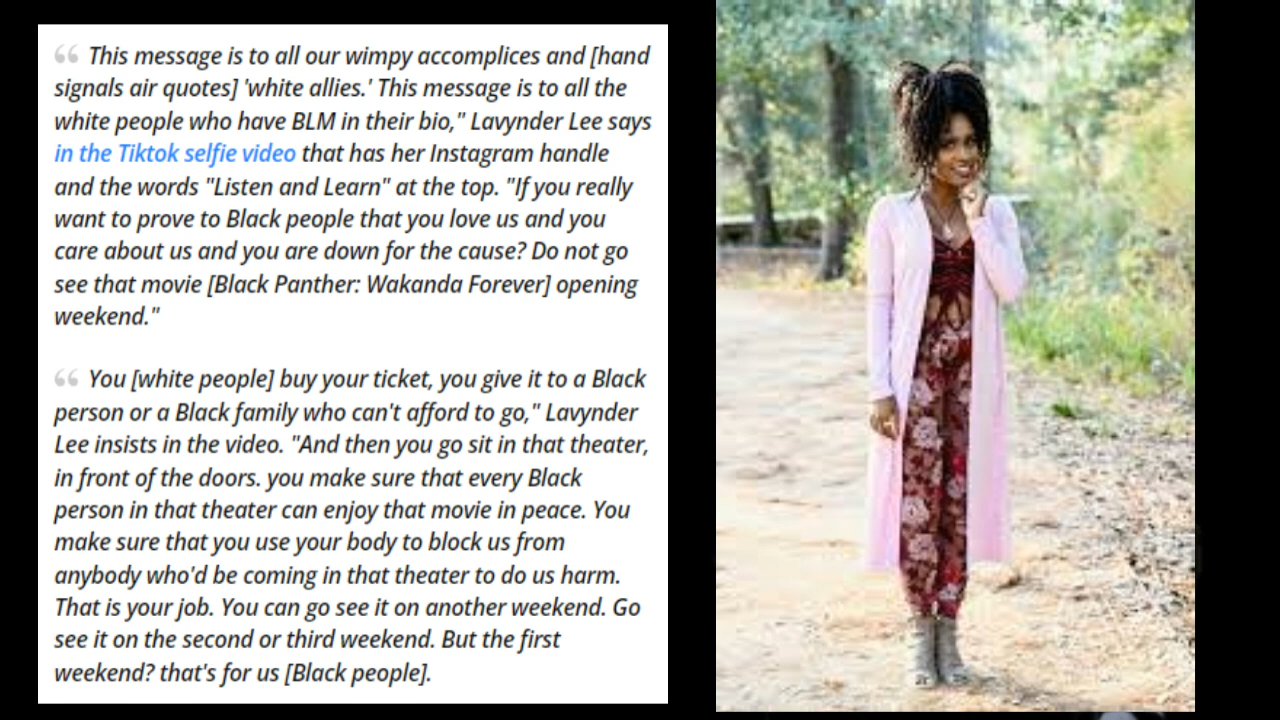 “ This message is to all our wimpy accomplices and [hand
signals air quotes] 'white allies.' This message is to all the
white people who have BLM in their bio," Lavynder Lee says
in the Tiktok selfie video that has her Instagram handle
and the words "Listen and Learn" at the top. "If you really
want to prove to Black people that you love us and you
care about us and you are down for the cause? Do not go
see that movie [Black Panther: Wakanda Forever] opening
weekend."
“ You [white people] buy your ticket, you give it to a Black
person or a Black family who can't afford to go," Lavynder
Lee insists in the video. "And then you go sit in that theater,
in front of the doors. you make sure that every Black
person in that theater can enjoy that movie in peace. You
make sure that you use your body to block us from
anybody who'd be coming in that theater to do us harm.
That is your job. You can go see it on another weekend. Go
see it on the second or third weekend. But the first
weekend? that's for us [Black people].